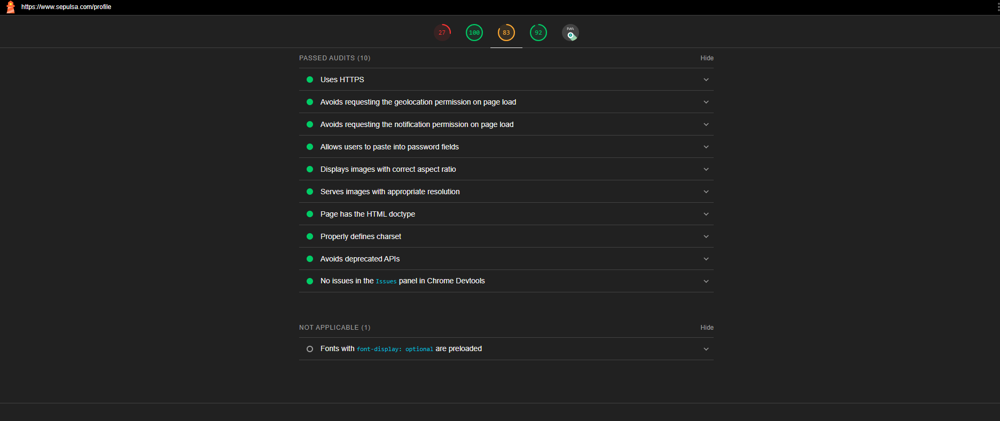 https://www.sepulsa.com/profile
27 100 83 92 PWA
PASSED AUDITS (10) Hide
Uses HTTPS
Avoids requesting the geolocation permission on page load
Avoids requesting the notification permission on page load
Allows users to paste into password fields
Displays images with correct aspect ratio
Serves images with appropriate resolution
Page has the HTML doctype
Properly defines charset
Avoids deprecated APIs
No issues in the Issues panel in Chrome Devtools
NOT APPLICABLE (1) Hide
Fonts with font-display: optional are preloaded